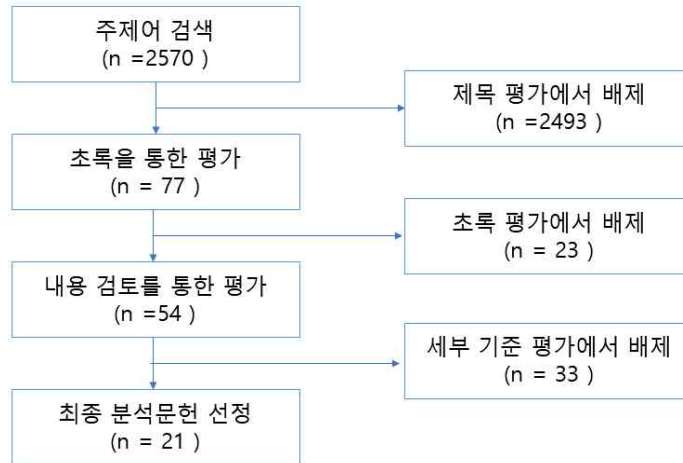 주제어 검색
(n =2570 )
제목 평가에서 배제
(n =2493 )
초록을 통한 평가
(n = 77 )
초록 평가에서 배제
(n = 23 )
내용 검토를 통한 평가
(n =54 )
세부 기준 평가에서 배제
(n = 33 )
최종 분석문헌 선정
(n = 21 )